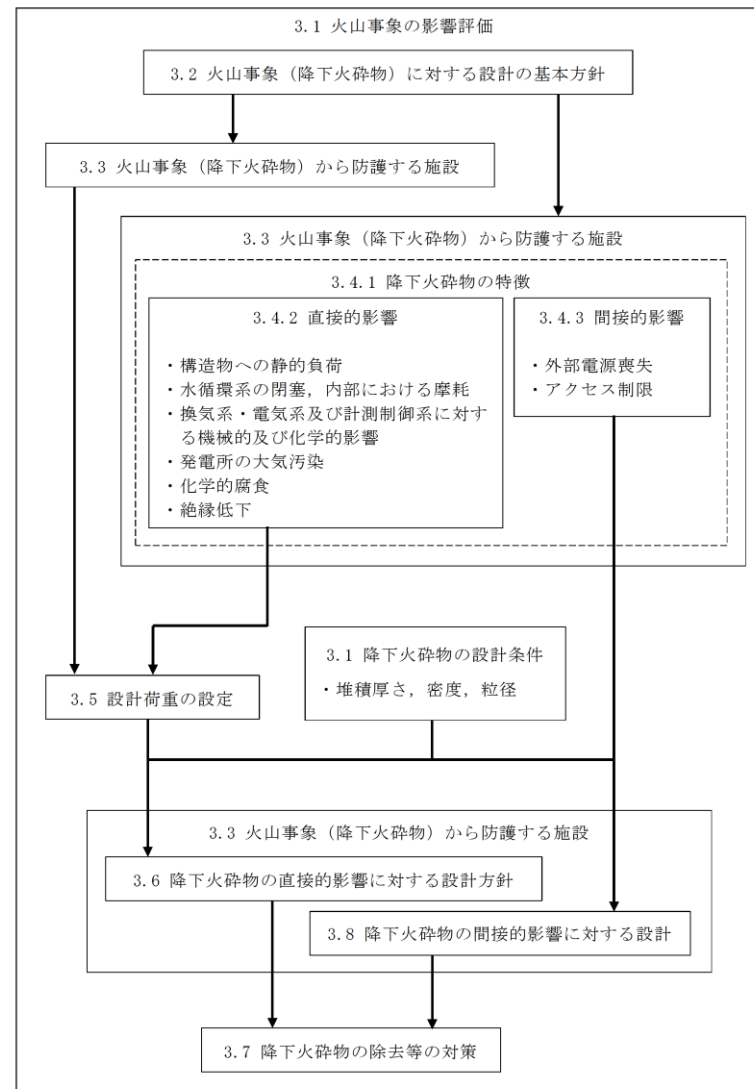 3.1 火山事象の影響評価
3.2 火山事象（降下火砕物）に対する設計の基本方針
3.3 火山事象（降下火砕物）から防護する施設
3.3 火山事象（降下火砕物）から防護する施設
3.4.1 降下火砕物の特徴
3.4.2 直接的影響
・構造物への静的負荷
・水循環系の閉塞，内部における摩耗
・換気系・電気系及び計測制御系に対す
る機械的及び化学的影響
・発電所の大気汚染
・化学的腐食
・絶縁低下
3.4.3 間接的影響
・外部電源喪失
・アクセス制限
3.1 降下火砕物の設計条件
・堆積厚さ，密度，粒径
3.5 設計荷重の設定
3.3 火山事象（降下火砕物）から防護する施設
3.6 降下火砕物の直接的影響に対する設計方針
3.8 降下火砕物の間接的影響に対する設計
3.7 降下火砕物の除去等の対策